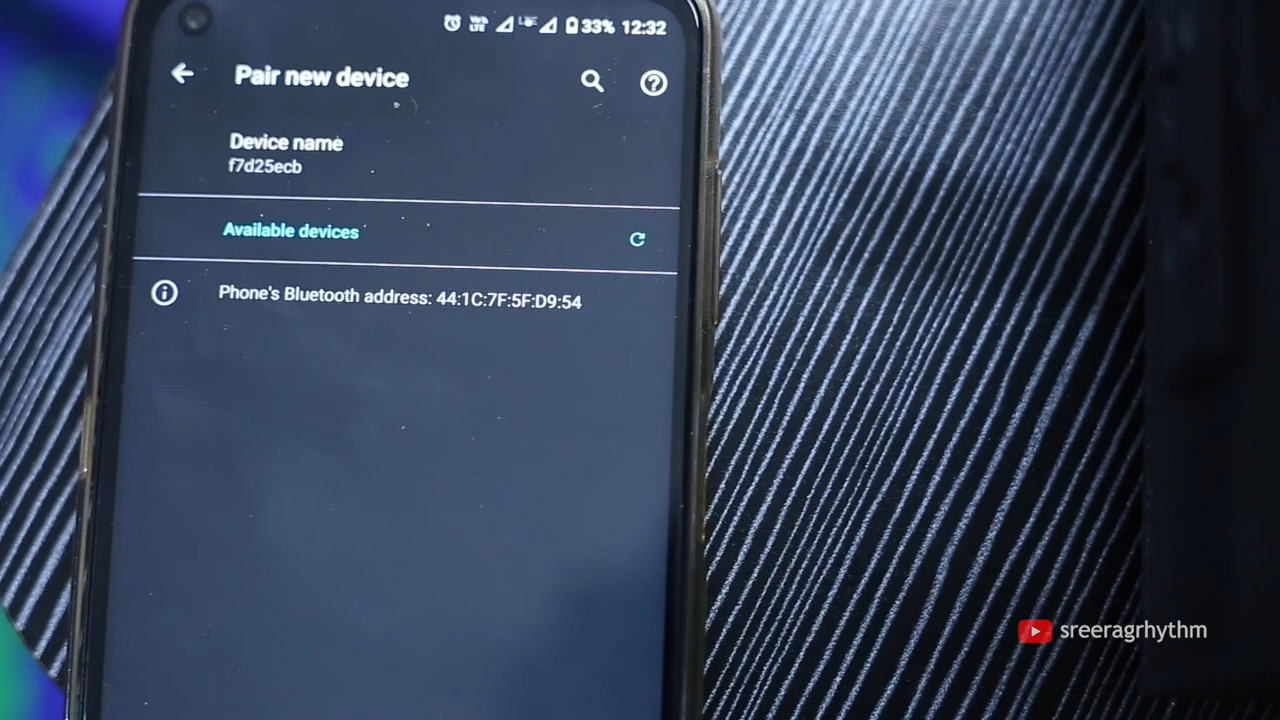 33% 12:32
Pair new device
Device name
f7d25ecb
Available devices
Phone's Bluetooth address: 44:1C:7F:5F:D9:54
sreeragrhythm